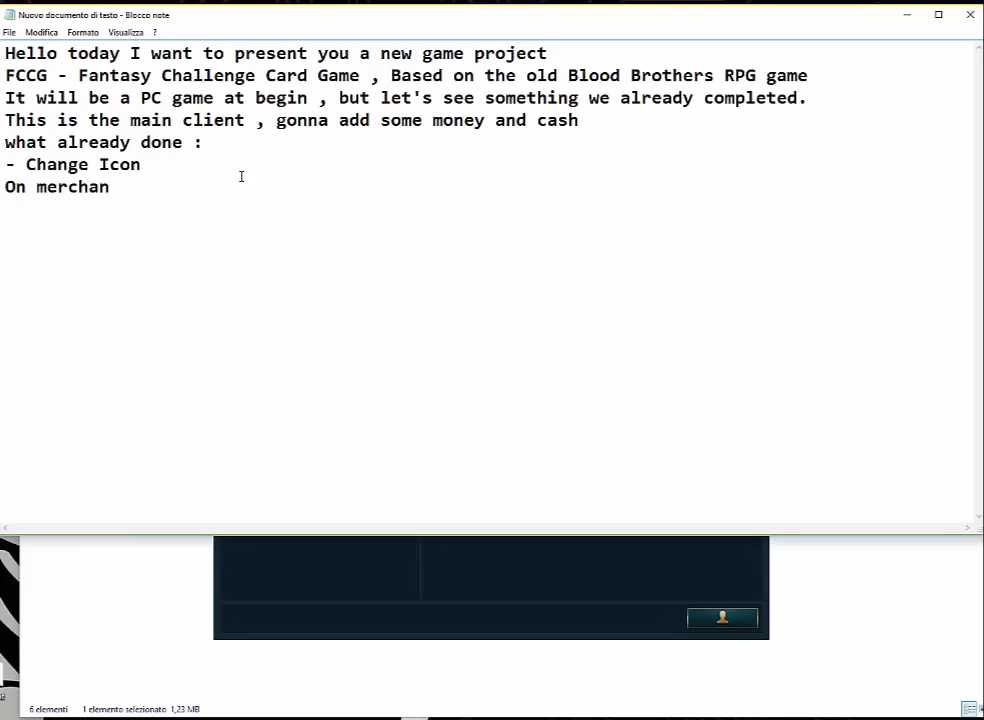 Nuovo documento di testo - Blocco note
File Modifica Formato Visualizza ?
Hello today I want to present you a new game project
FCCG - Fantasy Challenge Card Game , Based on the old Blood Brothers RPG game
It will be a PC game at begin , but let's see something we already completed.
This is the main client , gonna add some money and cash
what already done :
- Change Icon
On merchan
6 elementi 1 elemento selezionato 1,23 MB